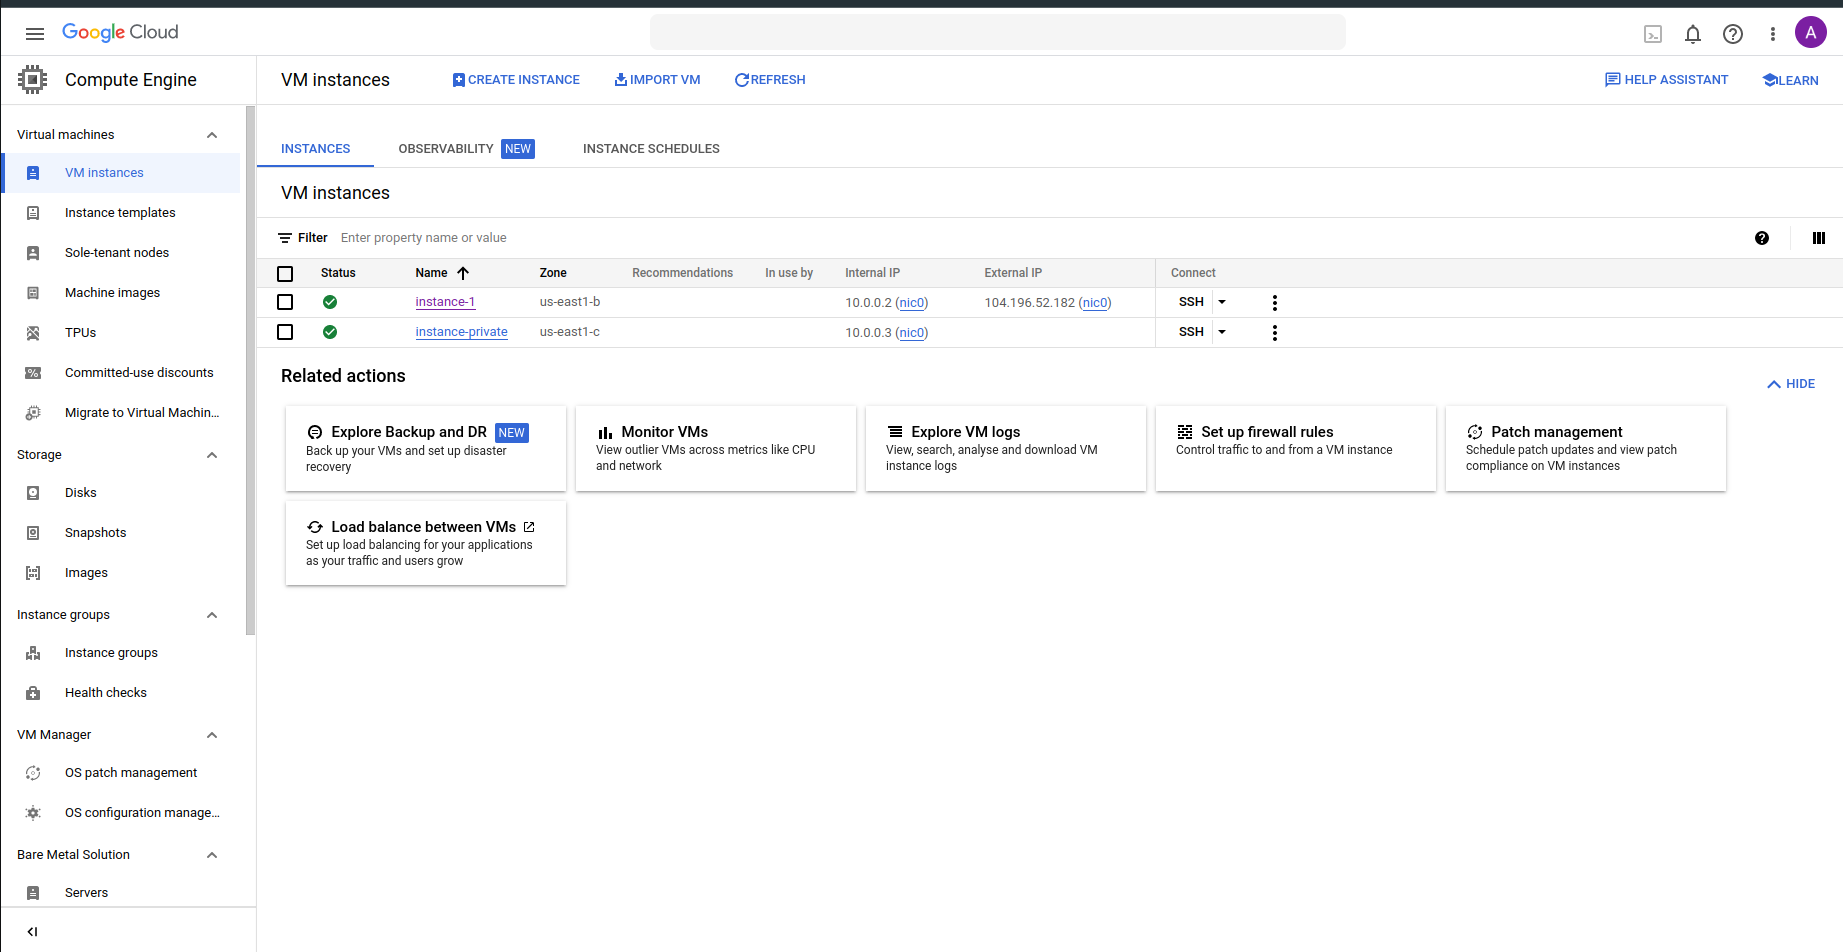 Google Cloud
A
Compute Engine
VM instances
CREATE INSTANCE
IMPORT VM
REFRESH
HELP ASSISTANT
LEARN
Virtual machines
VM instances
Instance templates
Sole-tenant nodes
Machine images
TPUs
Committed-use discounts
Migrate to Virtual Machin...
Storage
Disks
Snapshots
Images
Instance groups
Instance groups
Health checks
VM Manager
OS patch management
OS configuration manage...
Bare Metal Solution
Servers
INSTANCES OBSERVABILITY NEW INSTANCE SCHEDULES
VM instances
Filter Enter property name or value
Status Name Zone Recommendations In use by Internal IP External IP Connect
instance-1 us-east1-b 10.0.0.2 (nic0) 104.196.52.182 (nic0) SSH
instance-private us-east1-c 10.0.0.3 (nic0) SSH
Related actions
HIDE
Explore Backup and DR NEW
Back up your VMs and set up disaster
recovery
Monitor VMs
View outlier VMs across metrics like CPU
and network
Explore VM logs
View, search, analyse and download VM
instance logs
Set up firewall rules
Control traffic to and from a VM instance
Patch management
Schedule patch updates and view patch
compliance on VM instances
Load balance between VMs
Set up load balancing for your applications
as your traffic and users grow